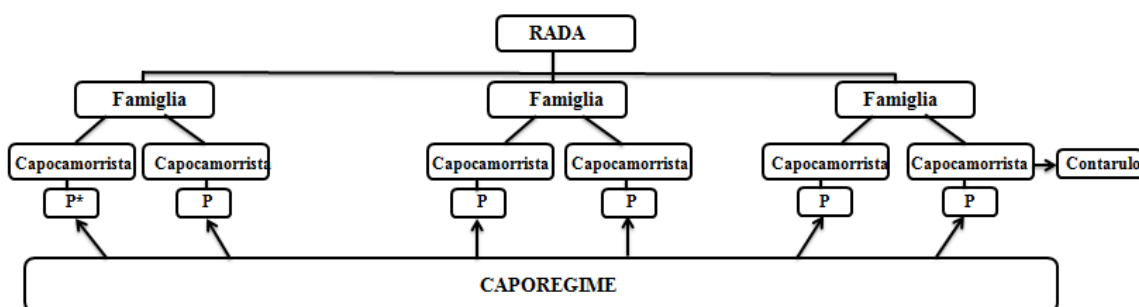 RADA
Famiglia
Famiglia
Famiglia
Capocamorrista
Capocamorrista
Capocamorrista
Capocamorrista
Capocamorrista
Capocamorrista
Contarulo
P*
P
P
P
P
P
CAPOREGIME